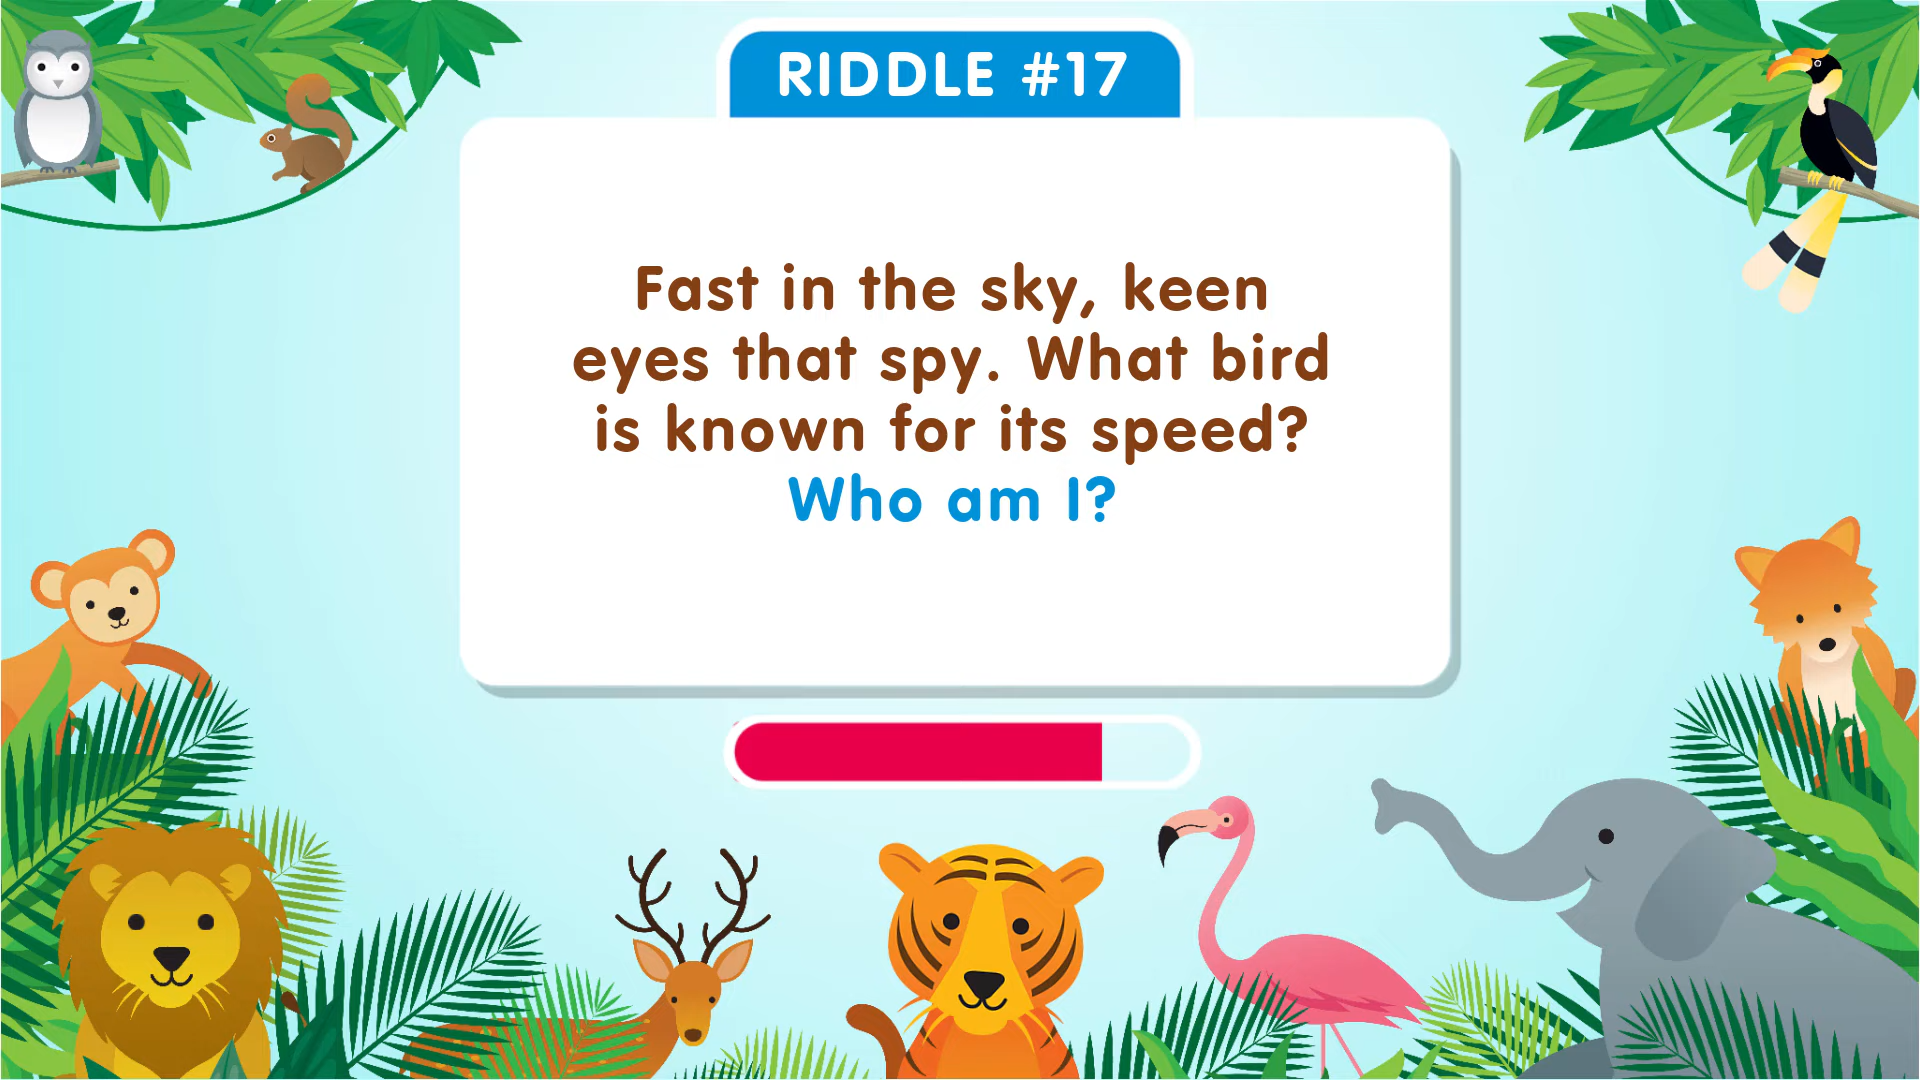 RIDDLE #17
Fast in the sky, keen
eyes that spy. What bird
is known for its speed?
Who am I?